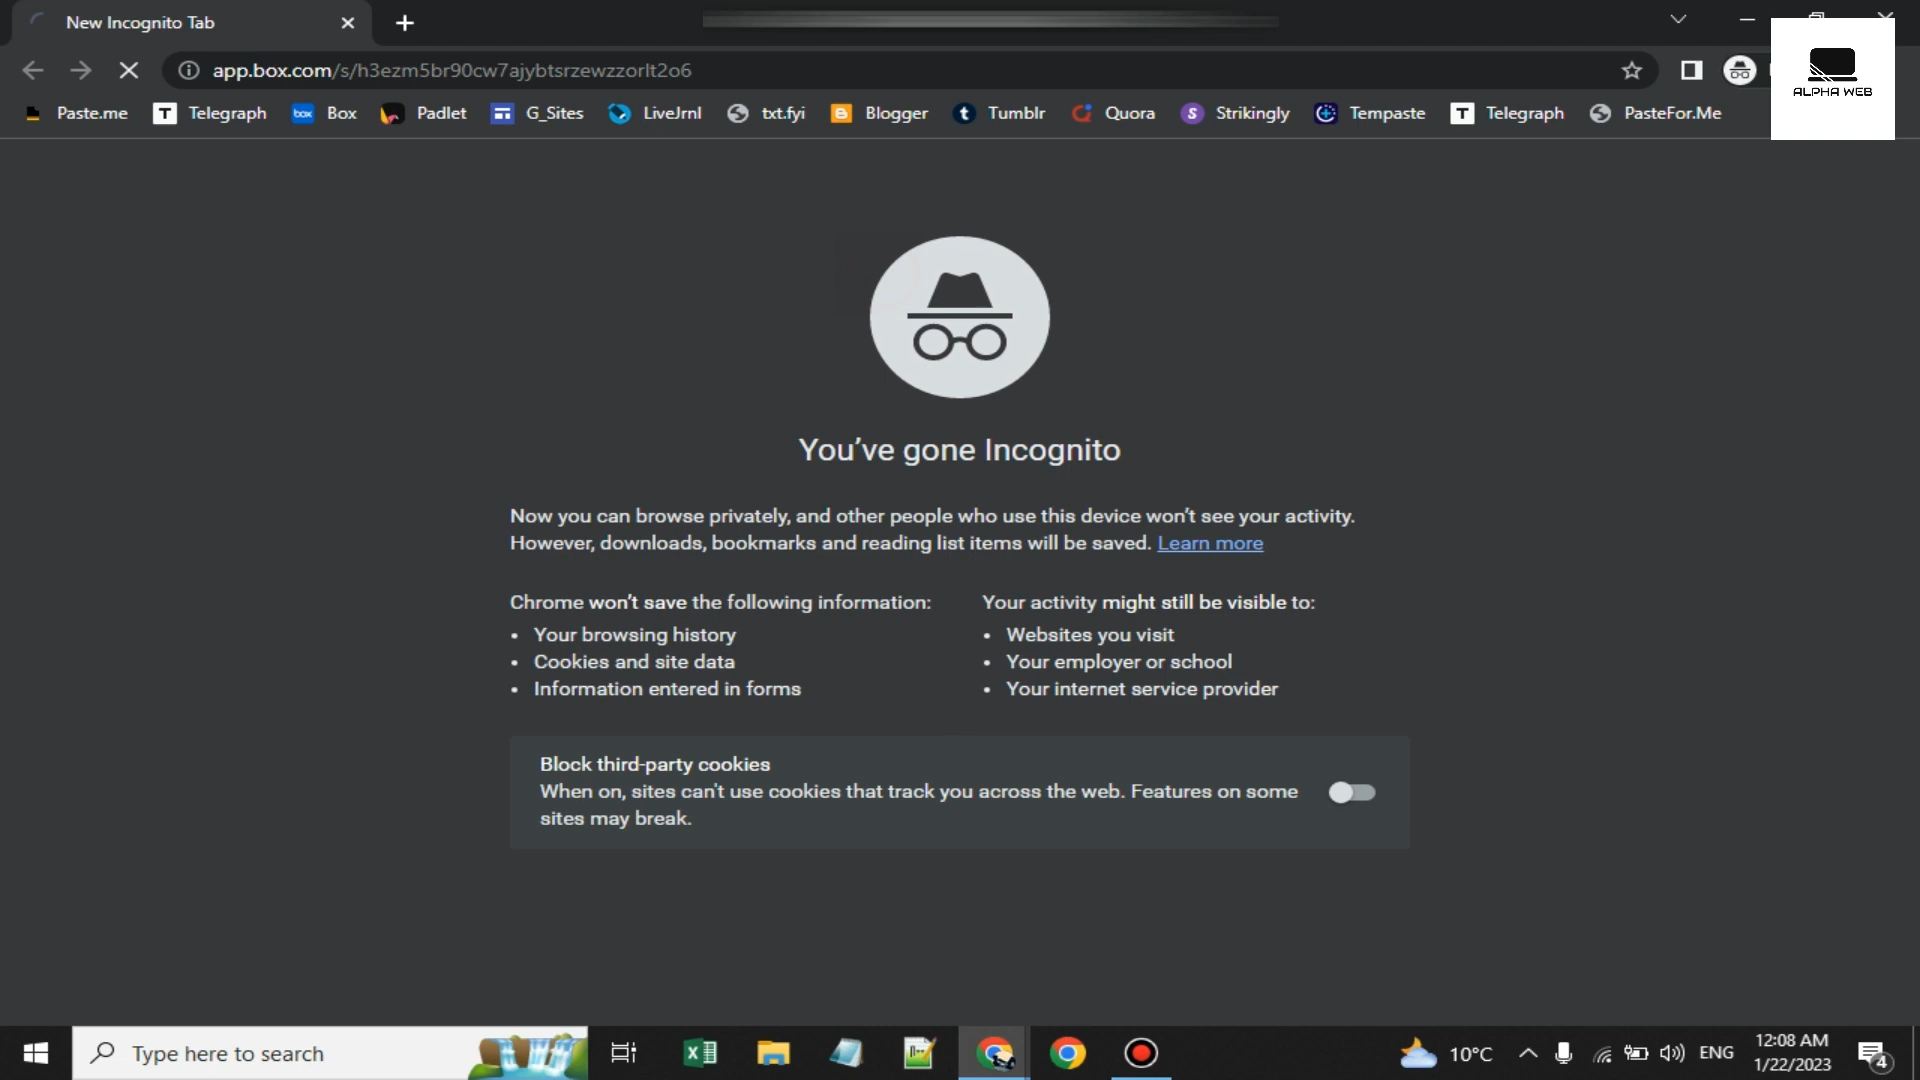 New Incognito Tab
app.box.com/s/h3ezm5br90cw7ajybtsrzewzzorlt2o6
Paste.me
T Telegraph
box Box
Padlet
G_Sites
LiveJrnl
txt.fyi
Blogger
t Tumblr
Quora
S Strikingly
Tempaste
T Telegraph
PasteFor.Me
ALPHA WEB
You've gone Incognito
Now you can browse privately, and other people who use this device won't see your activity.
However, downloads, bookmarks and reading list items will be saved. Learn more
Chrome won't save the following information:
• Your browsing history
• Cookies and site data
• Information entered in forms
Your activity might still be visible to:
• Websites you visit
• Your employer or school
• Your internet service provider
Block third-party cookies
When on, sites can't use cookies that track you across the web. Features on some
sites may break.
Type here to search
10°C
ENG
12:08 AM
1/22/2023
4